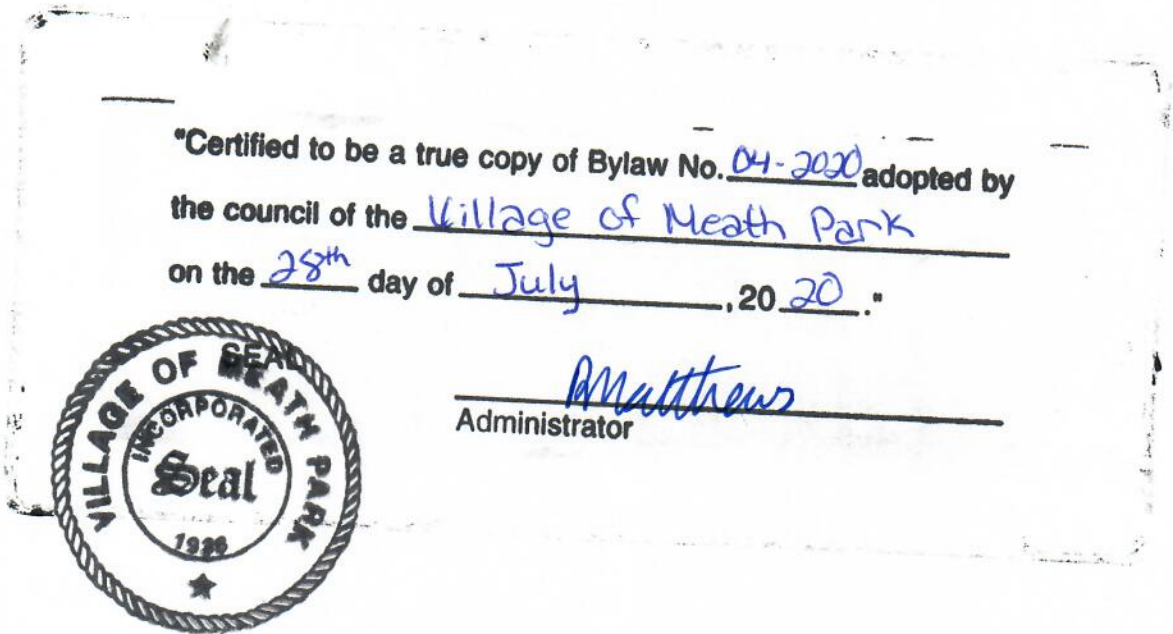 "Certified to be a true copy of Bylaw No. 04-2020 adopted by
the council of the Village of Meath Park
on the 28th day of July, 2020."
SEAL
Matthews
Administrator
VILLAGE OF MEATH PARK
INCORPORATED
Seal